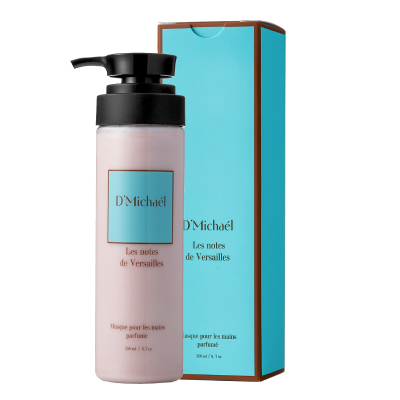 D'Michaël
Les notes
de Versailles
Masque pour les mains
parfumé
D'Michaël
Les notes
de Versailles
Masque pour les mains
parfumé